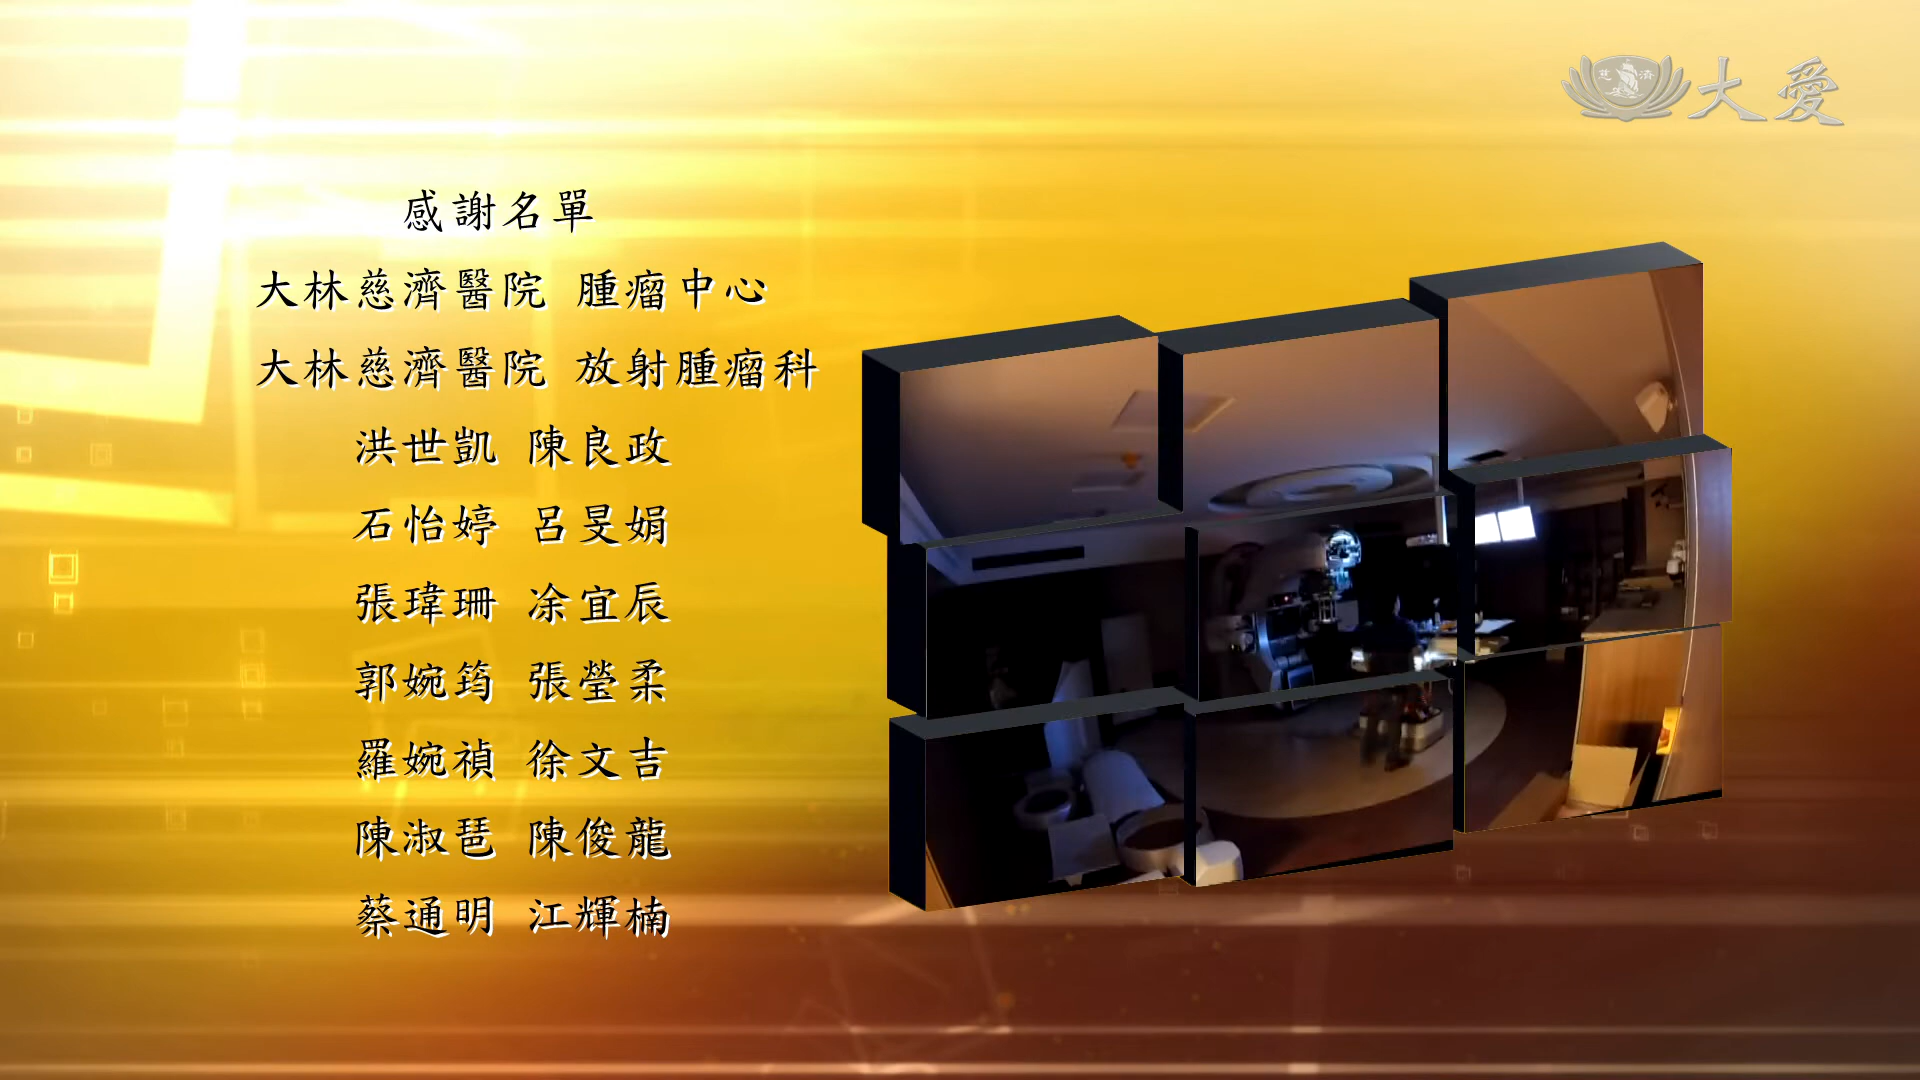 慈濟
大愛
感謝名單
大林慈濟醫院 腫瘤中心
大林慈濟醫院 放射腫瘤科
洪世凱 陳良政
石怡婷 呂旻娟
張瑋珊 凃宜辰
郭婉筠 張瑩柔
羅婉禎 徐文吉
陳淑琶 陳俊龍
蔡通明 江輝楠